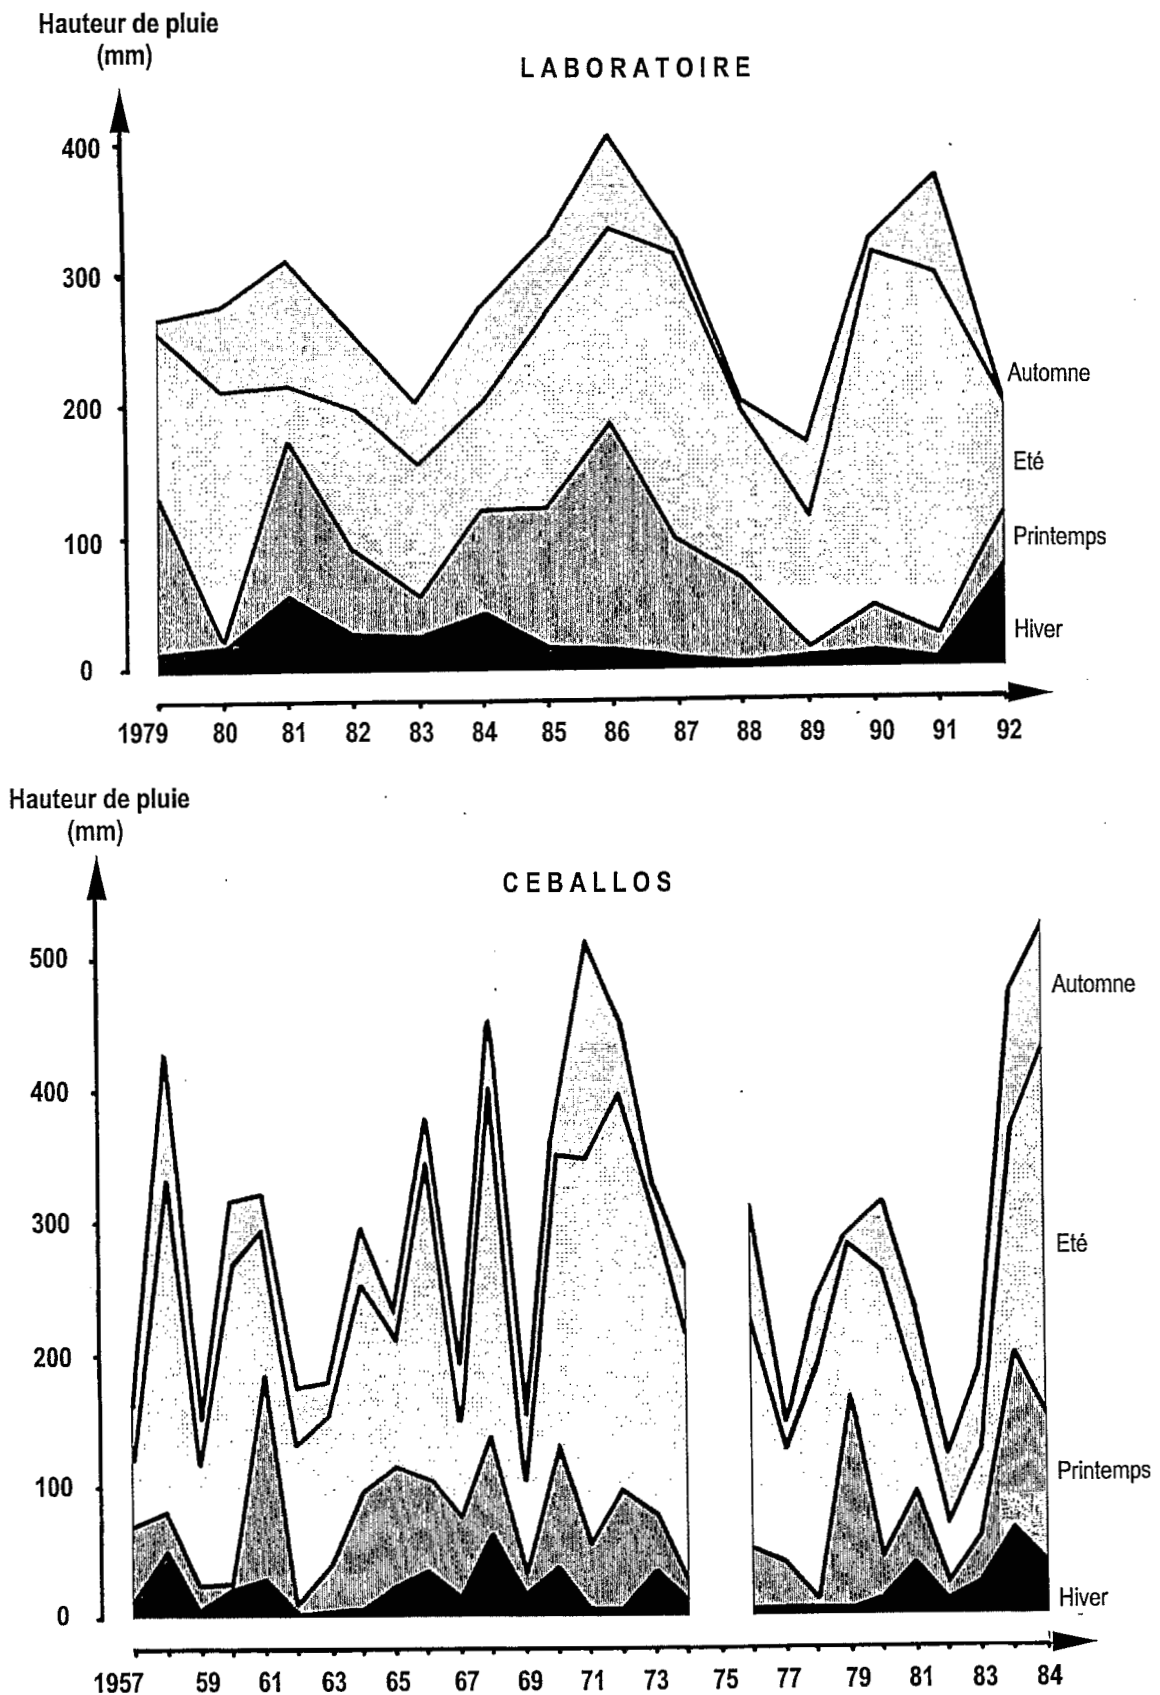 Hauteur de pluie
(mm)
LABORATOIRE
400
300
200
100
0
Automne
Eté
Printemps
Hiver
1979 80 81 82 83 84 85 86 87 88 89 90 91 92
Hauteur de pluie
(mm)
CEBALLOS
500
400
300
200
100
0
Automne
Eté
Printemps
Hiver
1957 59 61 63 65 67 69 71 73 75 77 79 81 83 84